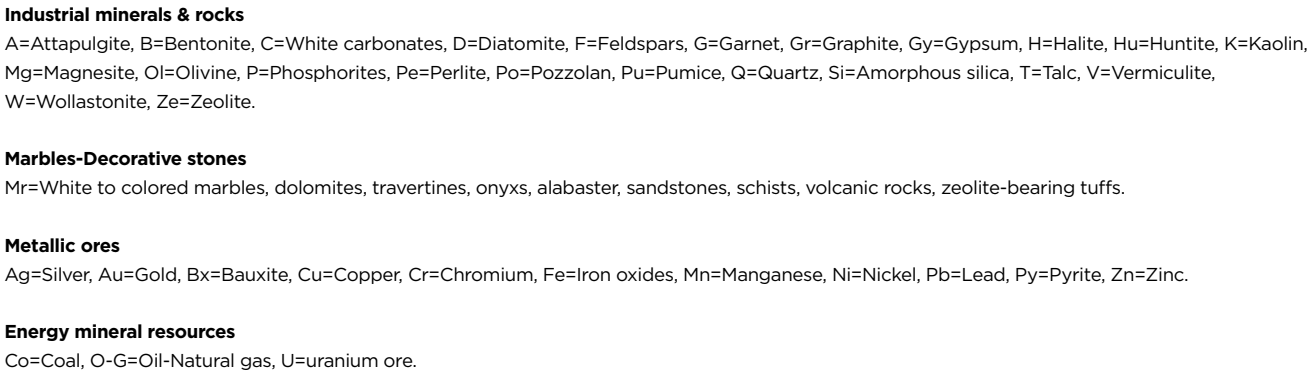 Industrial minerals & rocks
A=Attapulgite, B=Bentonite, C=White carbonates, D=Diatomite, F=Feldspars, G=Garnet, Gr=Graphite, Gy=Gypsum, H=Halite, Hu=Huntite, K=Kaolin,
Mg=Magnesite, Ol=Olivine, P=Phosphorites, Pe=Perlite, Po=Pozzolan, Pu=Pumice, Q=Quartz, Si=Amorphous silica, T=Talc, V=Vermiculite,
W=Wollastonite, Ze=Zeolite.
Marbles-Decorative stones
Mr=White to colored marbles, dolomites, travertines, onyxs, alabaster, sandstones, schists, volcanic rocks, zeolite-bearing tuffs.
Metallic ores
Ag=Silver, Au=Gold, Bx=Bauxite, Cu=Copper, Cr=Chromium, Fe=Iron oxides, Mn=Manganese, Ni=Nickel, Pb=Lead, Py=Pyrite, Zn=Zinc.
Energy mineral resources
Co=Coal, O-G=Oil-Natural gas, U=uranium ore.